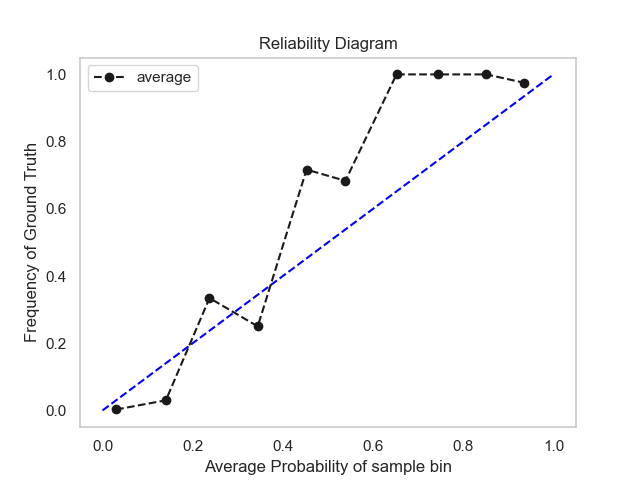 Reliability Diagram
average
1.0
0.8
0.6
0.4
0.2
0.0
Frequency of Ground Truth
0.0 0.2 0.4 0.6 0.8 1.0
Average Probability of sample bin